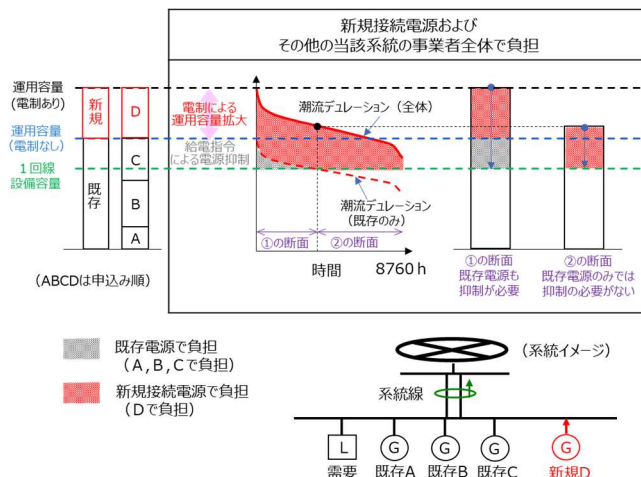 新規接続電源および
その他の当該系統の事業者全体で負担
運用容量
(電制あり)
運用容量
(電制なし)
1回線
設備容量
新規
既存
D
C
B
A
(ABCDは申込み順)
電制による
運用容量拡大
給電指令
による電源抑制
潮流デュレーション（全体）
潮流デュレーション
(既存のみ)
①の断面
②の断面
時間
8760 h
①の断面
既存電源も
抑制が必要
②の断面
既存電源のみでは
抑制の必要がない
既存電源で負担
（A,B,Cで負担）
新規接続電源で負担
（Dで負担）
（系統イメージ）
系統線
L
G
G
G
G
需要
既存A
既存B
既存C
新規D